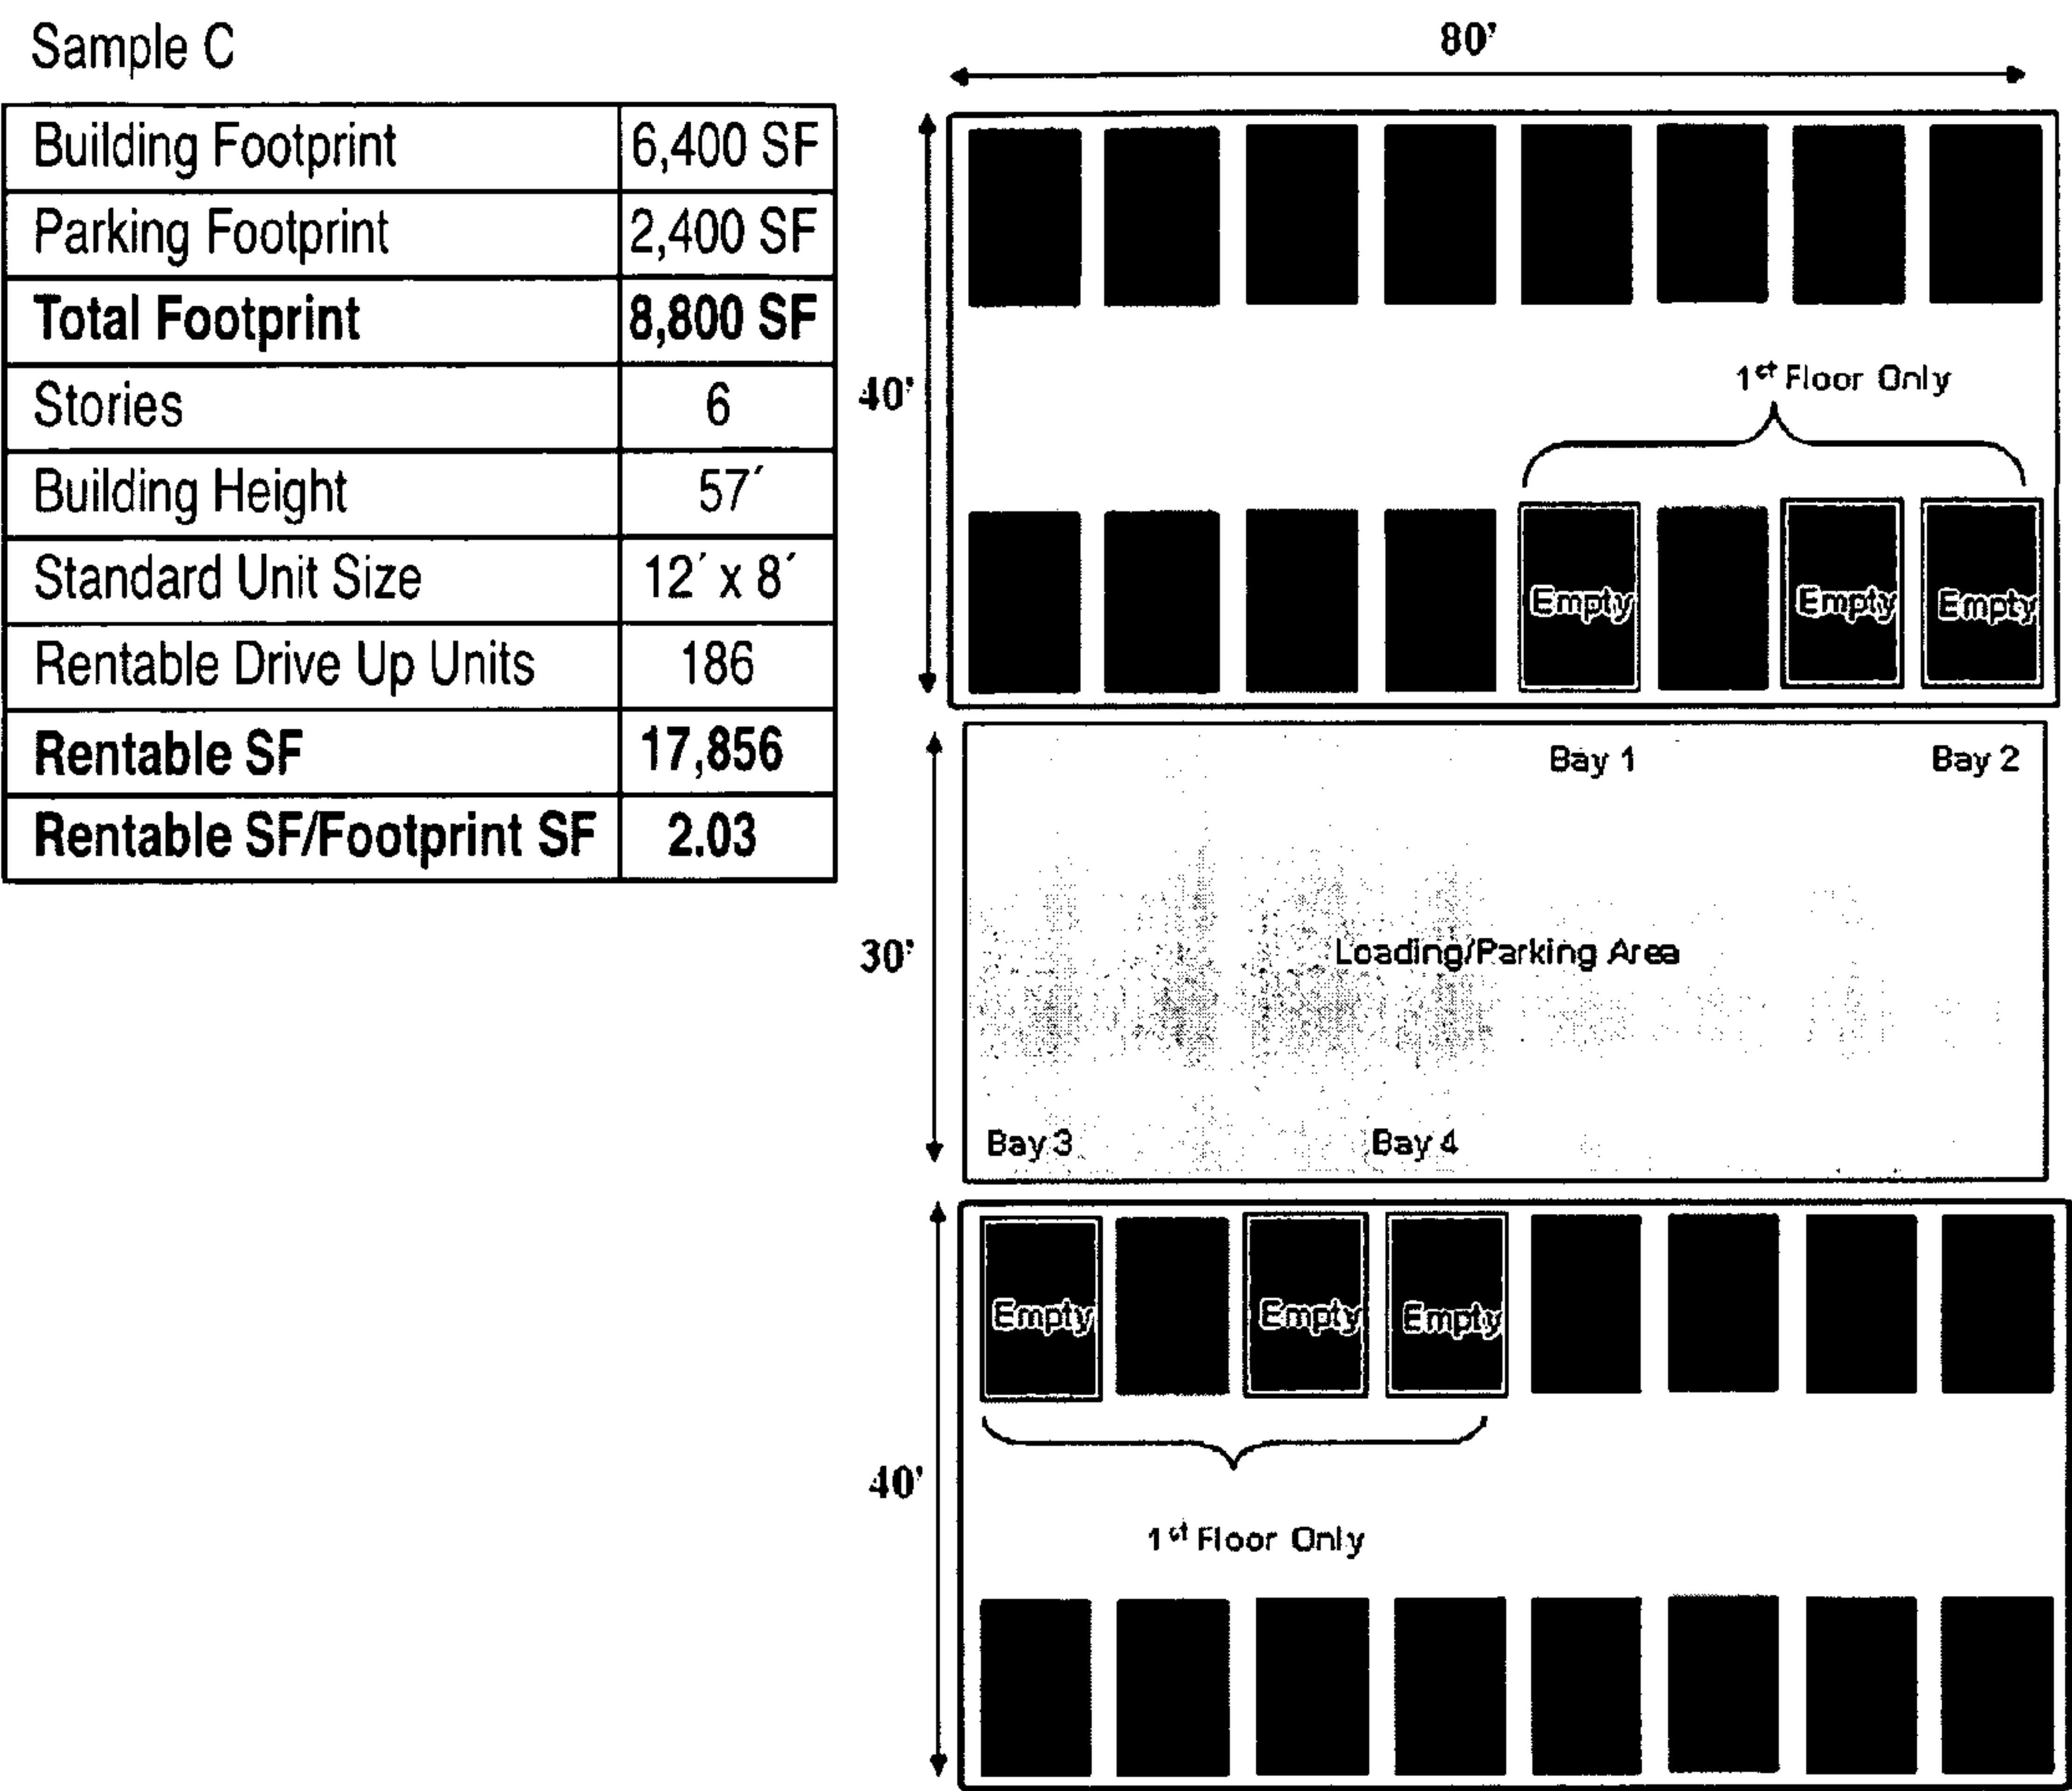 Sample C
Building Footprint 6,400 SF
Parking Footprint 2,400 SF
Total Footprint 8,800 SF
Stories 6
Building Height 57´
Standard Unit Size 12´ x 8´
Rentable Drive Up Units 186
Rentable SF 17,856
Rentable SF/Footprint SF 2.03
80'
40'
1st Floor Only
Empty Empty Empty
Bay 1 Bay 2
30'
Loading/Parking Area
Bay 3 Bay 4
Empty Empty Empty
40'
1st Floor Only